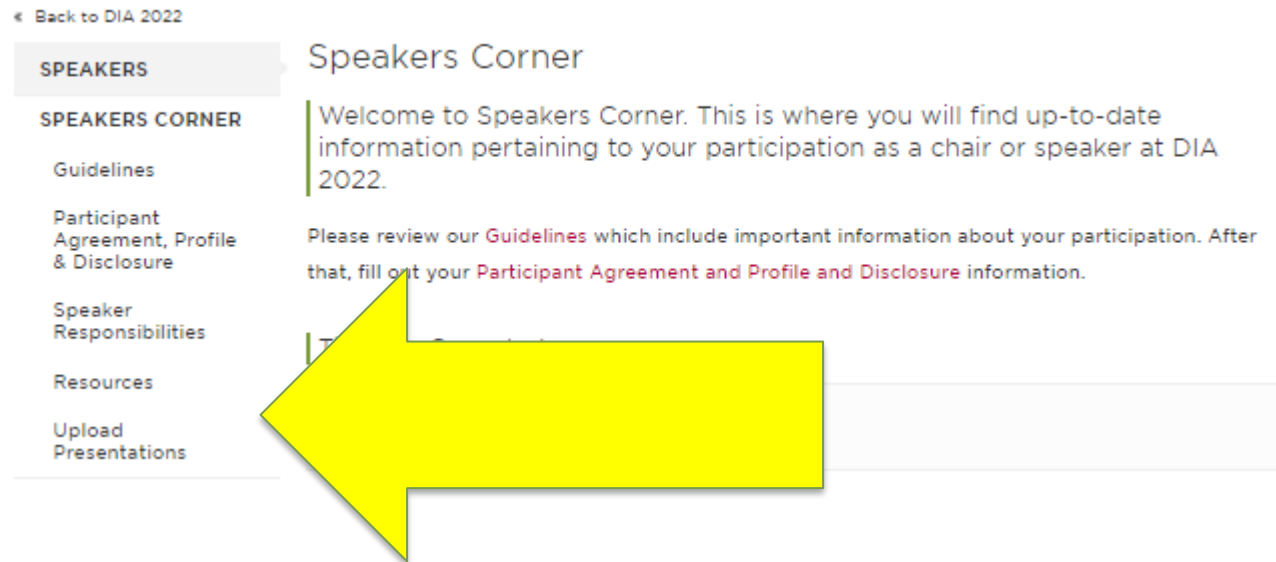 « Back to DIA 2022
SPEAKERS
SPEAKERS CORNER
Guidelines
Participant
Agreement, Profile
& Disclosure
Speaker
Responsibilities
Resources
Upload
Presentations
Speakers Corner
Welcome to Speakers Corner. This is where you will find up-to-date
information pertaining to your participation as a chair or speaker at DIA
2022.
Please review our Guidelines which include important information about your participation. After
that, fill out your Participant Agreement and Profile and Disclosure information.